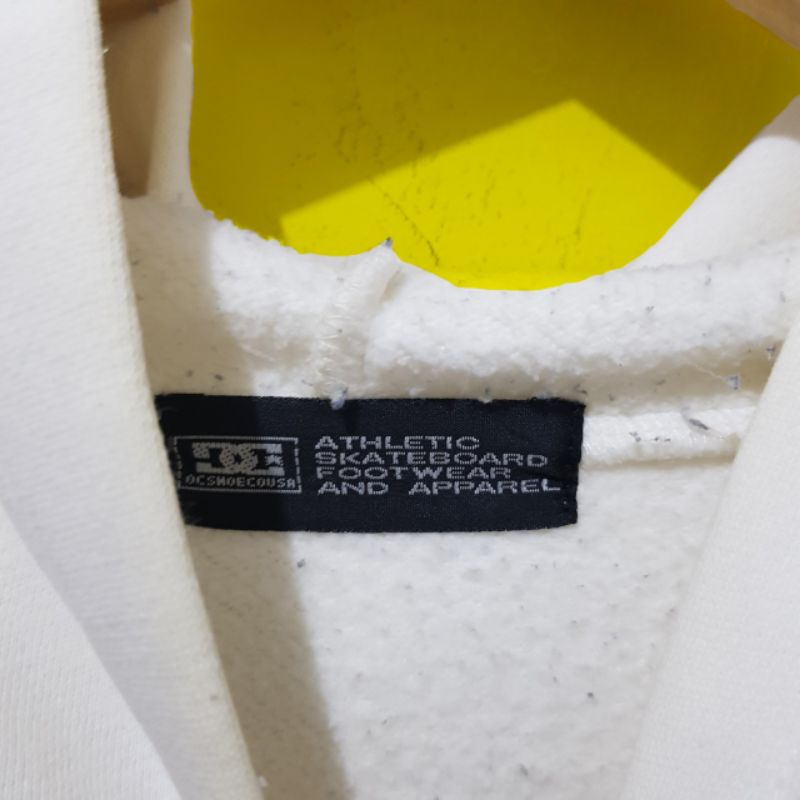 DCSHOECOUSA
ATHLETIC
SKATEBOARD
FOOTWEAR
AND APPAREL